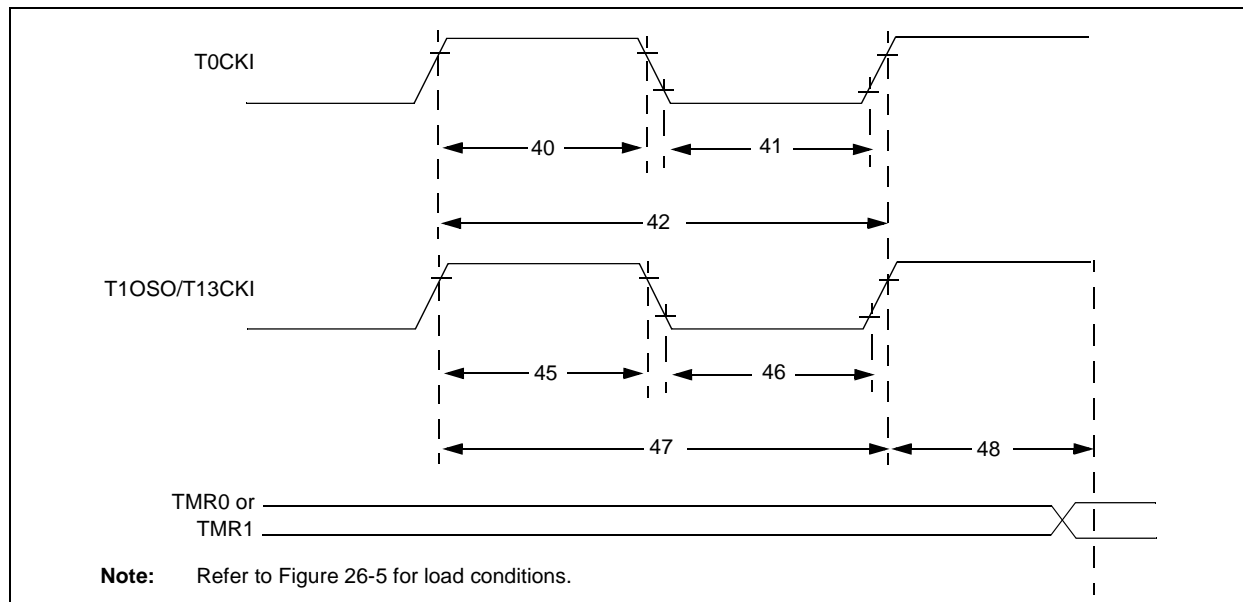 T0CKI
40
41
42
T1OSO/T13CKI
45
46
47
48
TMR0 or
TMR1
Note: Refer to Figure 26-5 for load conditions.